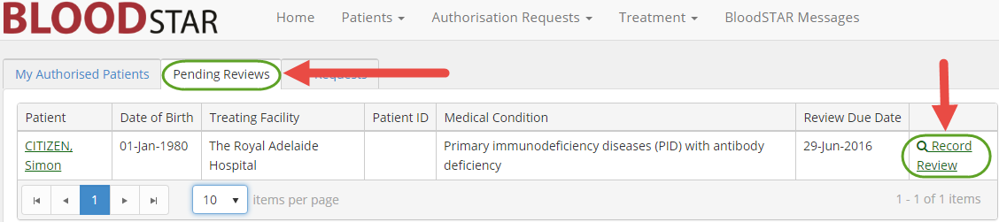 BLOODSTAR Home Patients Authorisation Requests Treatment BloodSTAR Messages
My Authorised Patients Pending Reviews Requests
Patient Date of Birth Treating Facility Patient ID Medical Condition Review Due Date
CITIZEN, 01-Jan-1980 The Royal Adelaide Primary immunodeficiency diseases (PID) with antibody 29-Jun-2016 Record
Simon Hospital deficiency Review
1 10 items per page 1 - 1 of 1 items